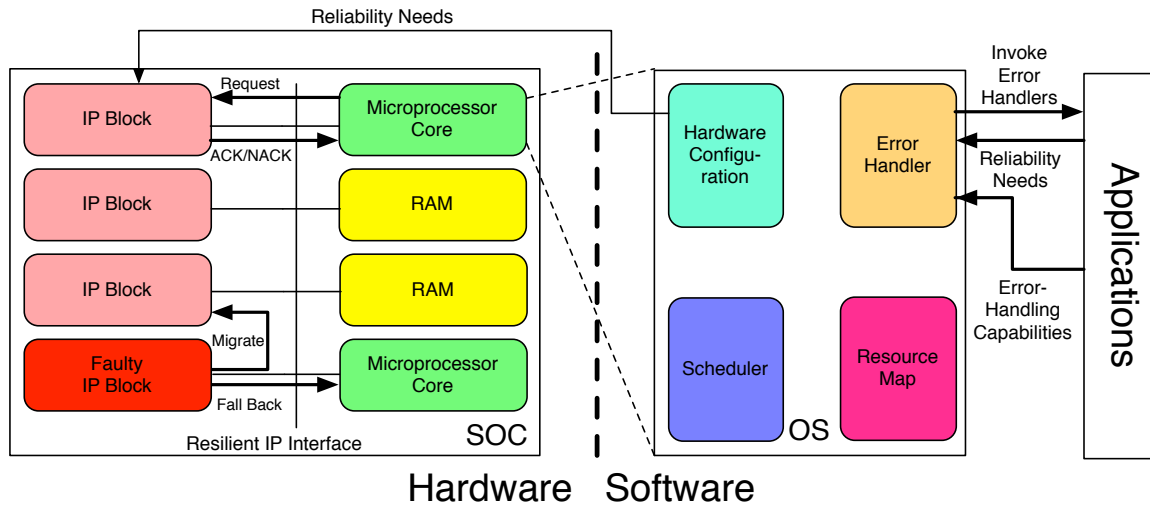 Reliability Needs
Request
IP Block
ACK/NACK
Microprocessor
Core
IP Block
RAM
IP Block
RAM
Migrate
Faulty
IP Block
Fall Back
Microprocessor
Core
Resilient IP Interface
SOC
Hardware
Configu-
ration
Error
Handler
Scheduler
Resource
Map
OS
Invoke
Error
Handlers
Reliability
Needs
Error-
Handling
Capabilities
Applications
Hardware
Software